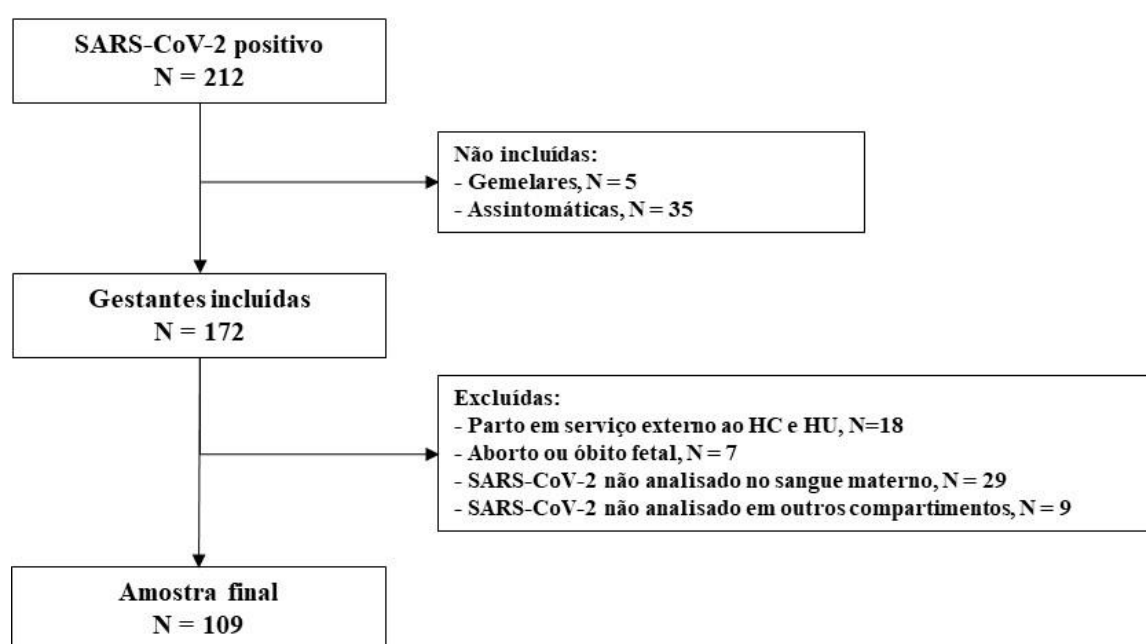 SARS-CoV-2 positivo
N = 212
Não incluídas:
- Gemelares, N = 5
- Assintomáticas, N = 35
Gestantes incluídas
N = 172
Excluídas:
- Parto em serviço externo ao HC e HU, N=18
- Aborto ou óbito fetal, N = 7
- SARS-CoV-2 não analisado no sangue materno, N = 29
- SARS-CoV-2 não analisado em outros compartimentos, N = 9
Amostra final
N = 109